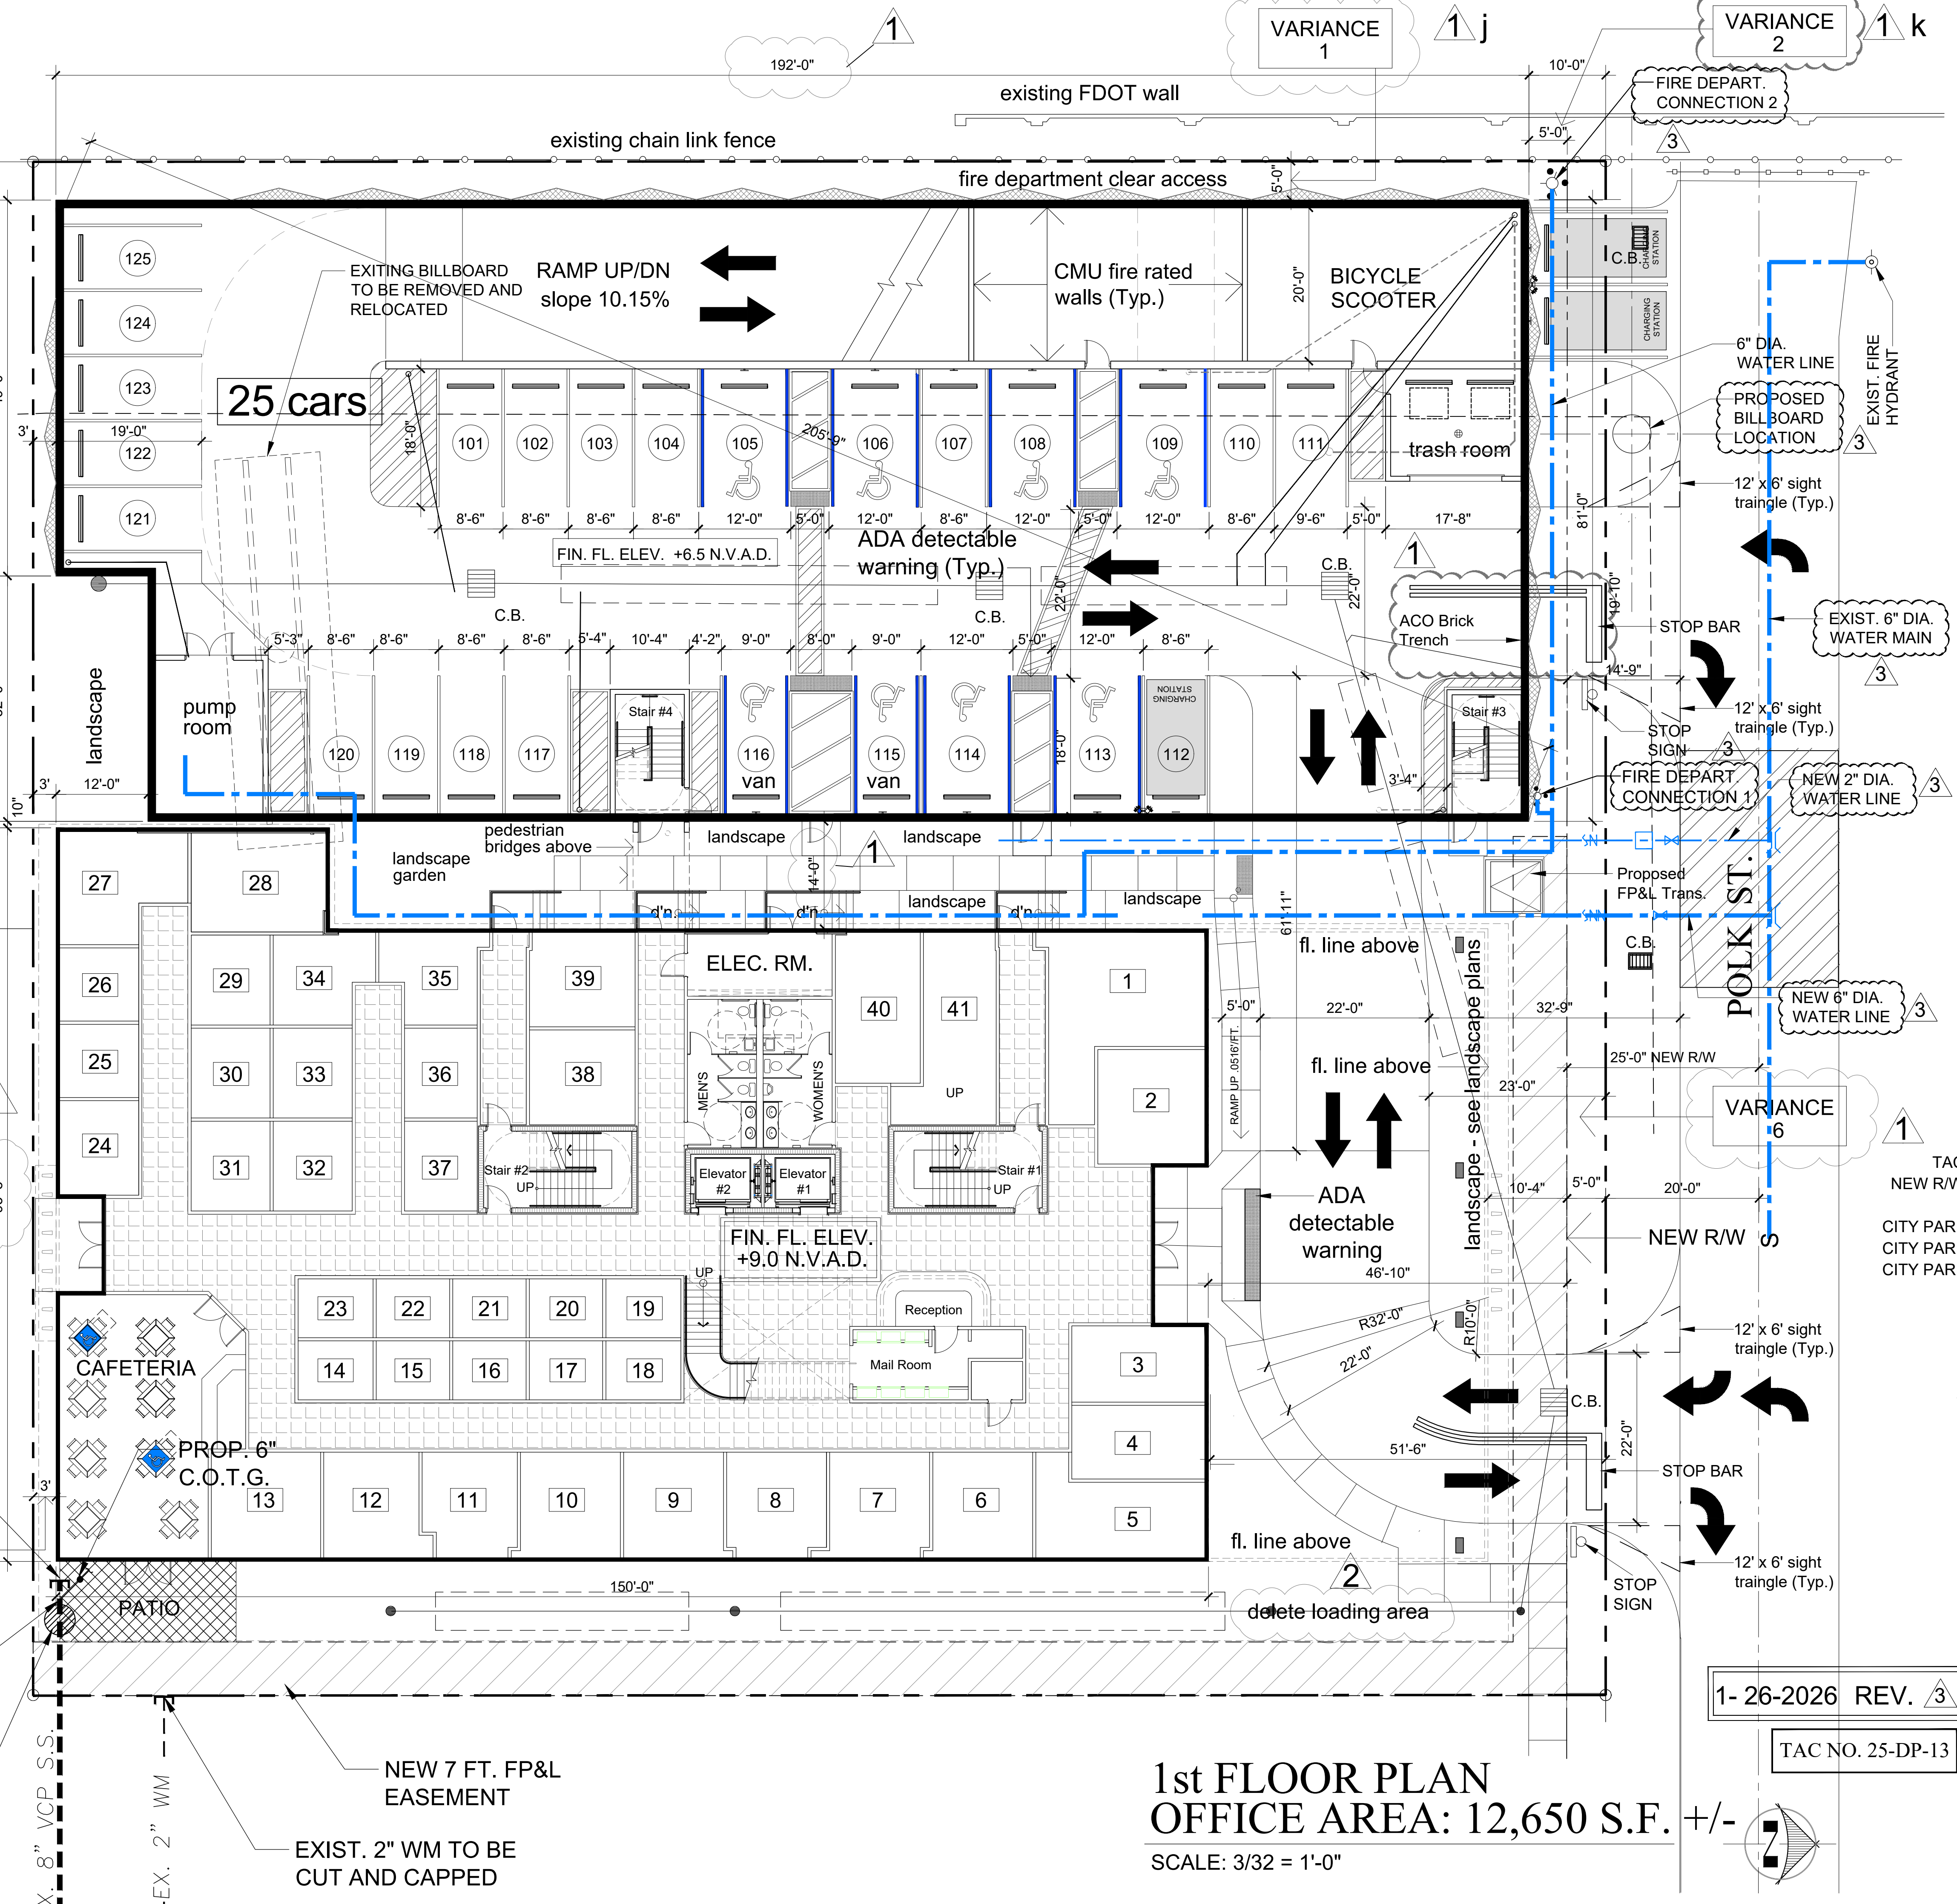 VARIANCE
1
1
1 j
VARIANCE
2
1 k
192'-0"
10'-0"
existing FDOT wall
FIRE DEPART.
CONNECTION 2
3
5'-0"
existing chain link fence
fire department clear access
5'-0"
125
124
123
122
121
EXITING BILLBOARD
TO BE REMOVED AND
RELOCATED
RAMP UP/DN
slope 10.15%
CMU fire rated
walls (Typ.)
20'-0"
BICYCLE
SCOOTER
C.B.
CHARGING
STATION
CHARGING
STATION
6" DIA.
WATER LINE
EXIST. FIRE
HYDRANT
PROPOSED
BILLBOARD
LOCATION
3
25 cars
3'
19'-0"
18'-0"
101
102
103
104
105
205'-9"
106
107
108
109
110
111
trash room
12' x 6' sight
traingle (Typ.)
81'-0"
8'-6"
8'-6"
8'-6"
8'-6"
12'-0"
5'-0"
12'-0"
8'-6"
12'-0"
5'-0"
12'-0"
8'-6"
9'-6"
5'-0"
17'-8"
FIN. FL. ELEV. +6.5 N.V.A.D.
ADA detectable
warning (Typ.)
C.B.
C.B.
C.B.
22'-0"
22'-0"
1
ACO Brick
Trench
19'-10"
STOP BAR
EXIST. 6" DIA.
WATER MAIN
3
14'-9"
5'-3"
8'-6"
8'-6"
8'-6"
8'-6"
5'-4"
10'-4"
4'-2"
9'-0"
8'-0"
9'-0"
12'-0"
5'-0"
12'-0"
8'-6"
landscape
pump
room
Stair #4
CHARGING
STATION
Stair #3
12' x 6' sight
traingle (Typ.)
STOP
SIGN
3
120
119
118
117
116
van
115
van
114
18'-0"
113
112
3'-4"
FIRE DEPART.
CONNECTION 1
NEW 2" DIA.
WATER LINE
3
3'
12'-0"
10"
pedestrian
bridges above
landscape
landscape
1
landscape
garden
14'-0"
landscape
landscape
d'n.
d'n
d'n
Proposed
FP&L Trans.
POLK ST.
C.B.
NEW 6" DIA.
WATER LINE
3
27
28
26
29
34
35
39
ELEC. RM.
40
41
1
61'-11"
fl. line above
5'-0"
22'-0"
32'-9"
25
30
33
36
38
MEN'S
WOMEN'S
UP
2
RAMP UP .0516'/FT.
fl. line above
landscape - see landscape plans
25'-0" NEW R/W
23'-0"
VARIANCE
6
1
24
31
32
37
Stair #2
UP
Elevator
#2
Elevator
#1
Stair #1
UP
TAC
NEW R/W
10'-4"
5'-0"
20'-0"
ADA
detectable
warning
NEW R/W
S
CITY PAR
CITY PAR
CITY PAR
FIN. FL. ELEV.
+9.0 N.V.A.D.
46'-10"
UP
Reception
R32'-0"
R10'-0"
22'-0"
12' x 6' sight
traingle (Typ.)
23
22
21
20
19
14
15
16
17
18
Mail Room
3
CAFETERIA
C.B.
PROP. 6"
C.O.T.G.
4
51'-6"
22'-0"
STOP BAR
3'
13
12
11
10
9
8
7
6
5
fl. line above
12' x 6' sight
traingle (Typ.)
2
STOP
SIGN
PATIO
150'-0"
delete loading area
1- 26-2026 REV. 3
TAC NO. 25-DP-13
X. 8" VCP S.S.
EX. 2" WM
NEW 7 FT. FP&L
EASEMENT
EXIST. 2" WM TO BE
CUT AND CAPPED
1st FLOOR PLAN
OFFICE AREA: 12,650 S.F. +/-
SCALE: 3/32 = 1'-0"
N